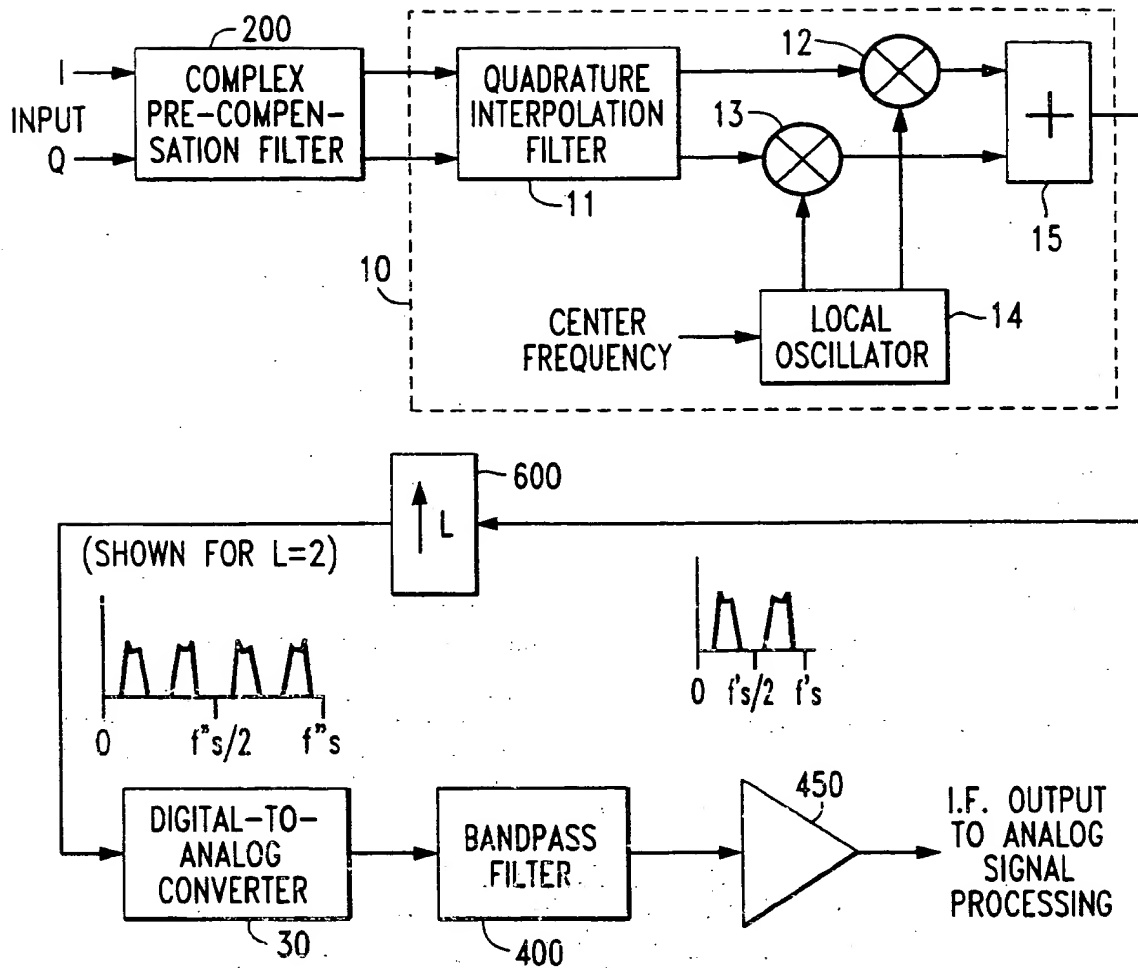 200
I
INPUT
Q
COMPLEX
PRE-COMPEN-
SATION FILTER
QUADRATURE
INTERPOLATION
FILTER
11
12
13
+
15
10
CENTER
FREQUENCY
LOCAL
OSCILLATOR
14
600
L
(SHOWN FOR L=2)
0
f"s/2
f"s
0
f's/2
f's
DIGITAL-TO-
ANALOG
CONVERTER
30
BANDPASS
FILTER
400
450
I.F. OUTPUT
TO ANALOG
SIGNAL
PROCESSING